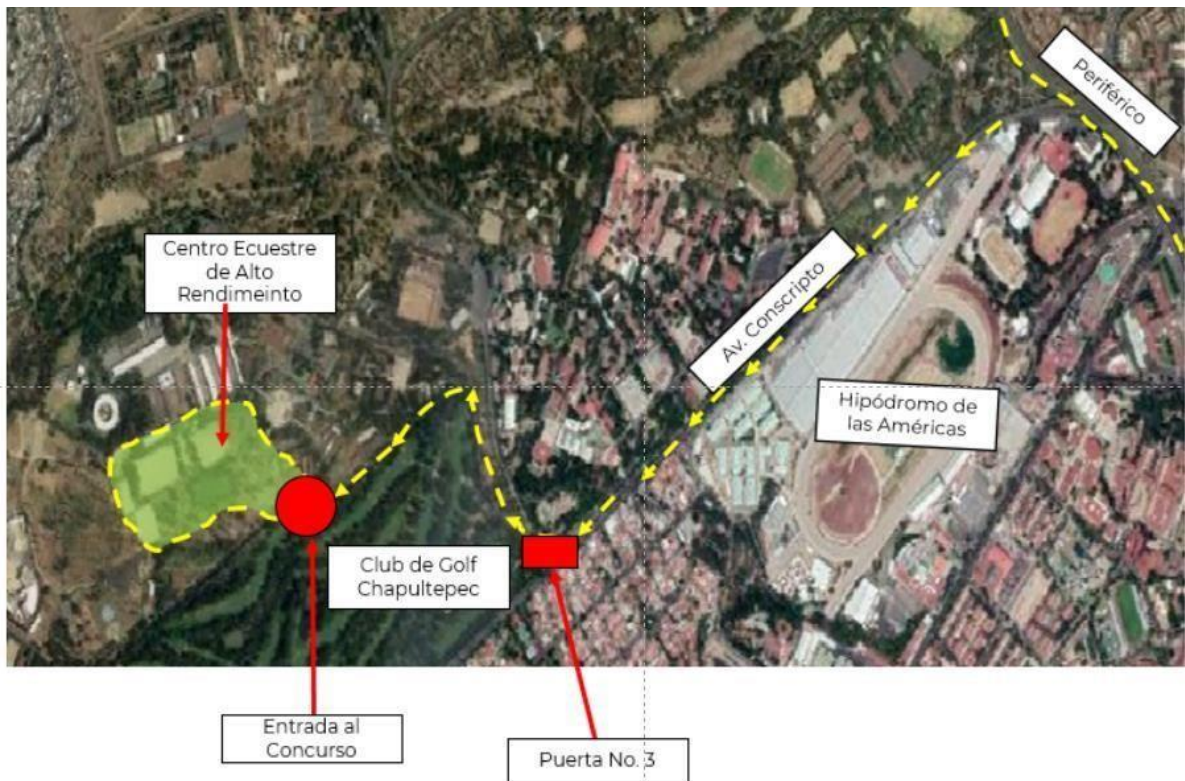 Periférico
Centro Ecuestre
de Alto
Rendimeinto
Av. Conscripto
Hipódromo de
las Américas
Club de Golf
Chapultepec
Entrada al
Concurso
Puerta No. 3